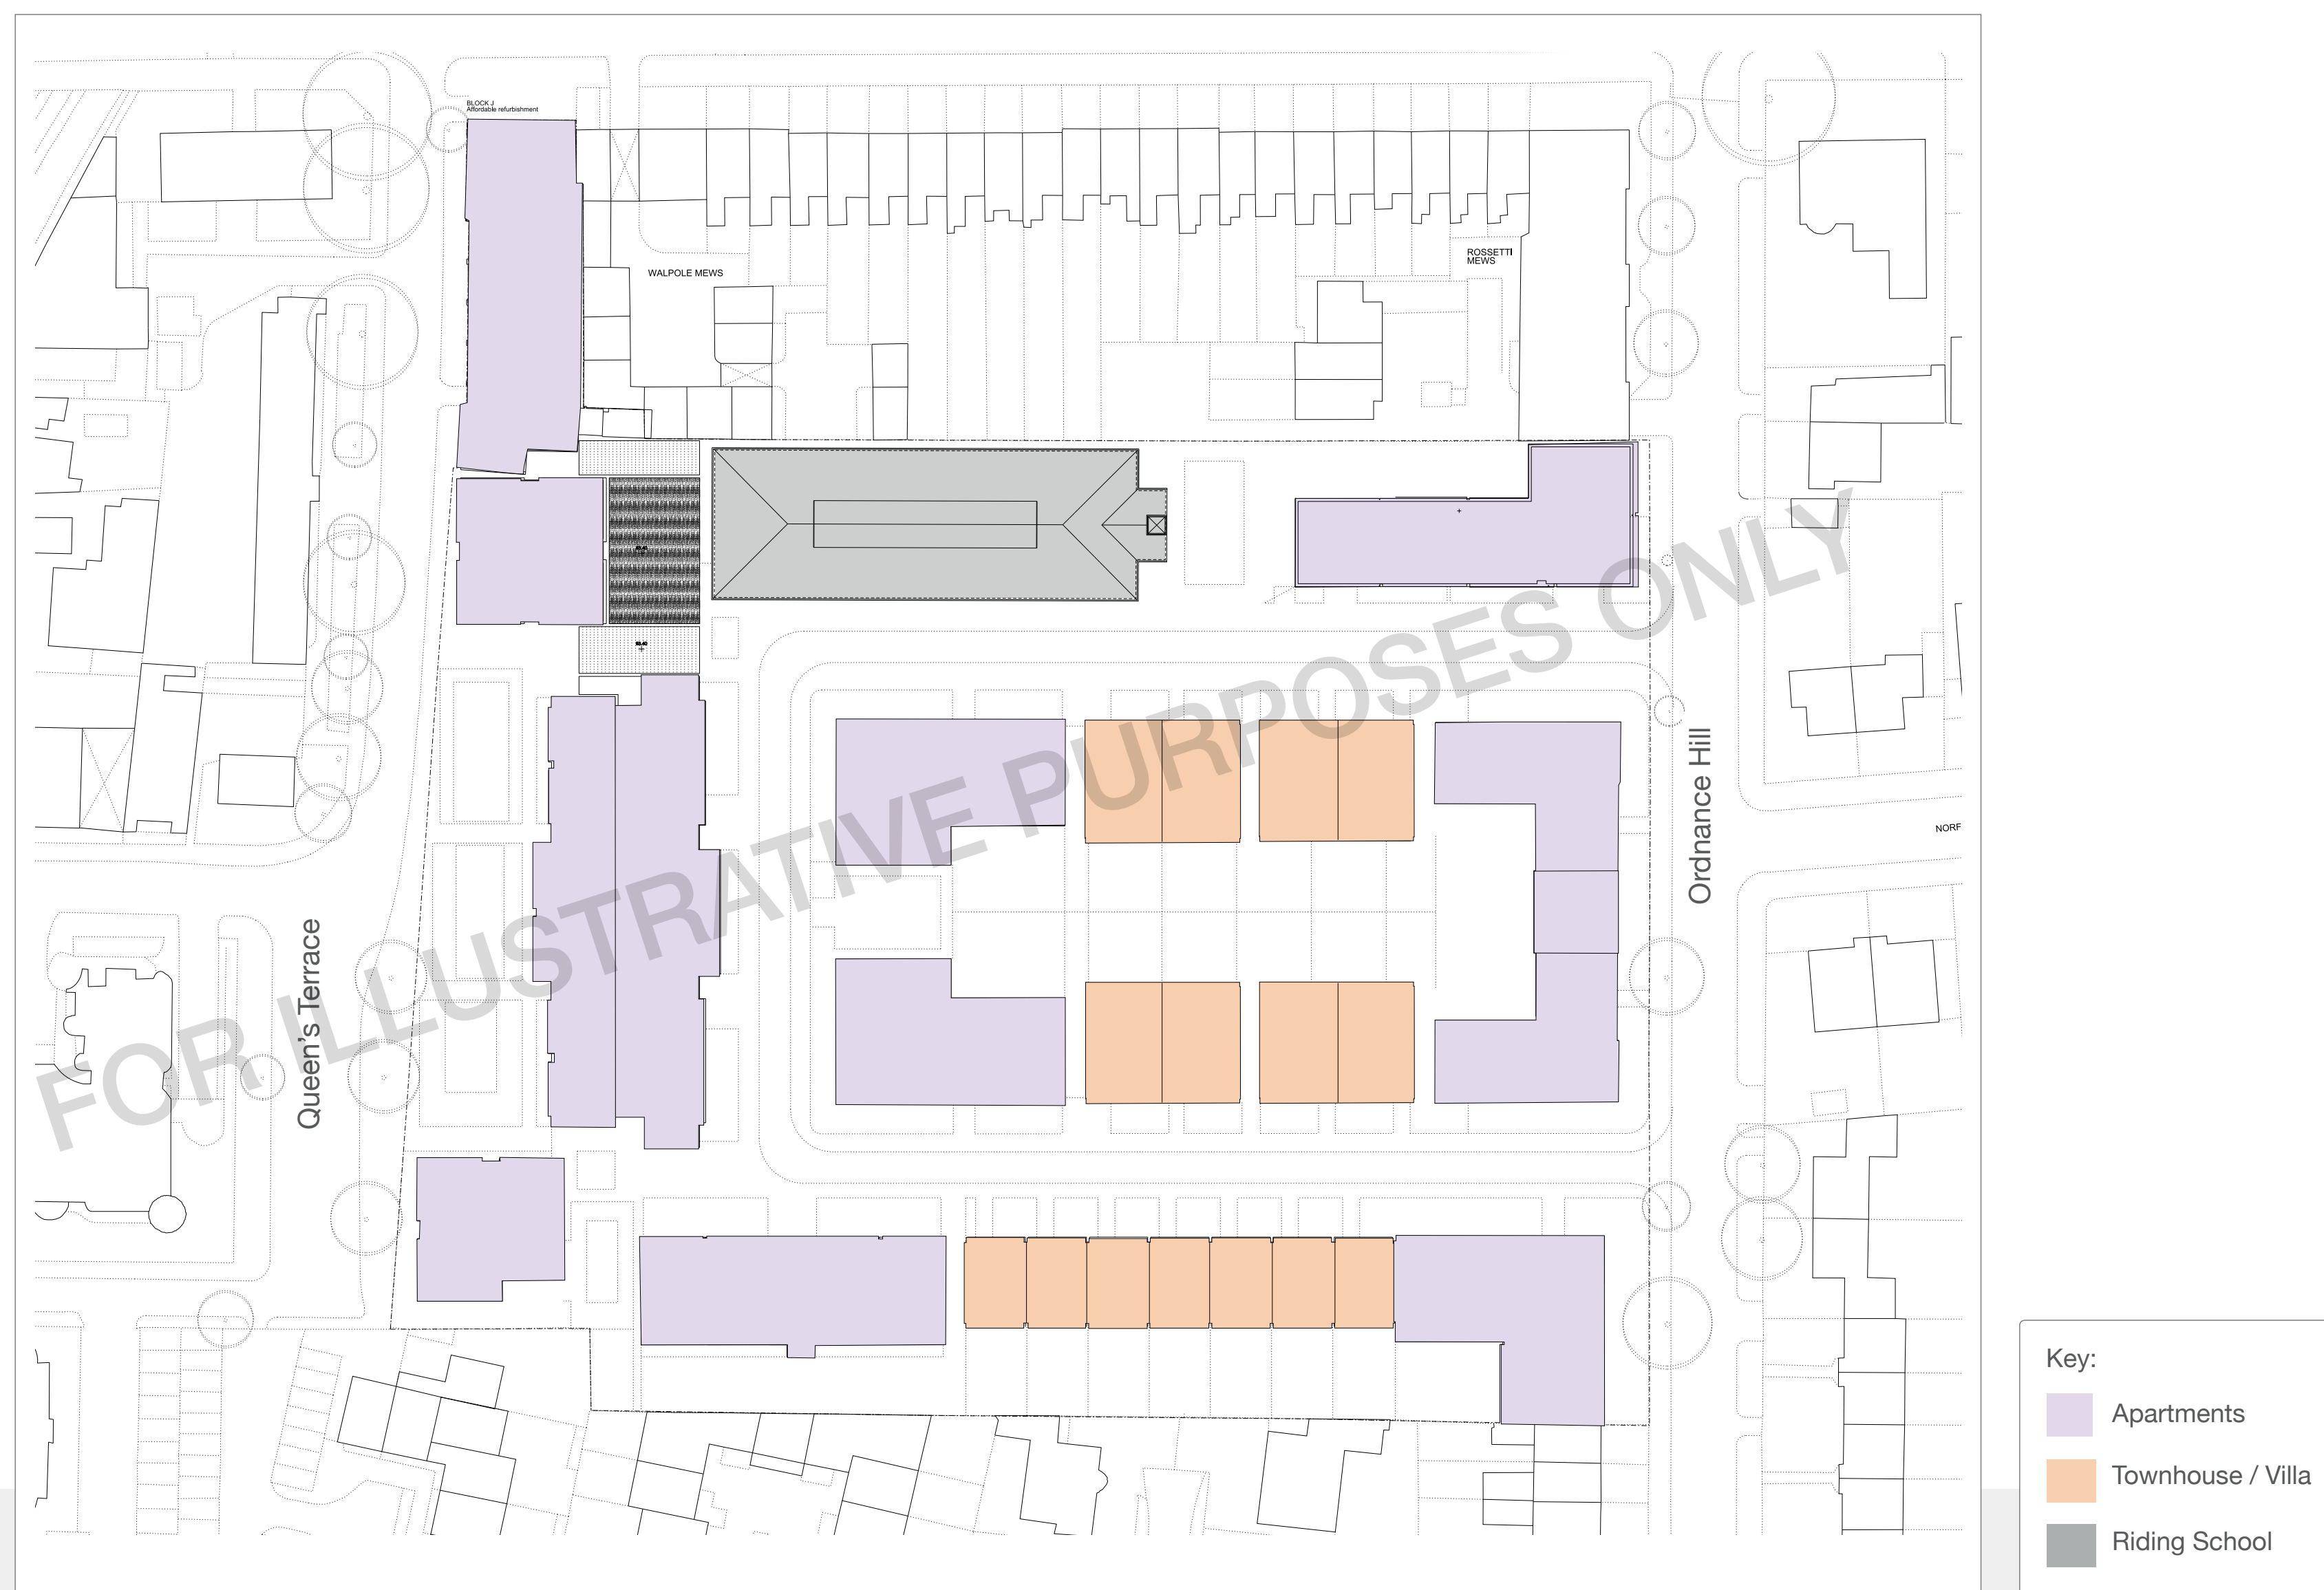 BLOCK J
Affordable refurbishment
WALPOLE MEWS
ROSSETTI
MEWS
FOR ILLUSTRATIVE PURPOSES ONLY
Ordnance Hill
NORF
Queen's Terrace
Key:
Apartments
Townhouse / Villa
Riding School